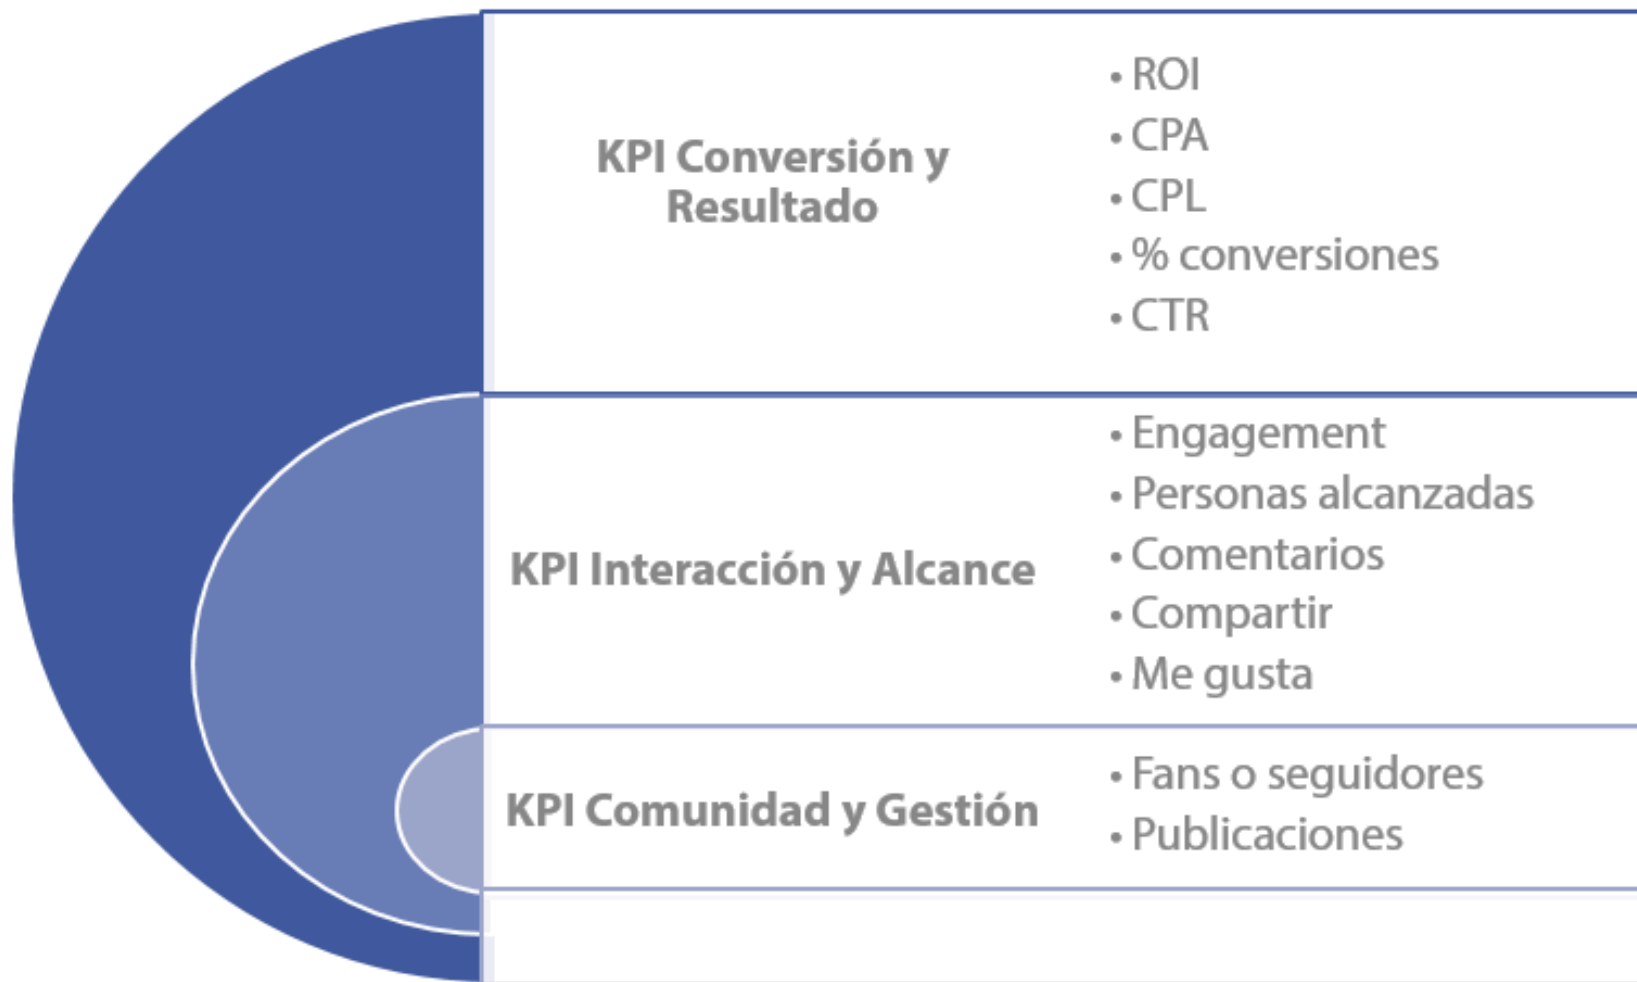 KPI Conversión y
Resultado
• ROI
• CPA
• CPL
• % conversiones
• CTR
KPI Interacción y Alcance
• Engagement
• Personas alcanzadas
• Comentarios
• Compartir
• Me gusta
KPI Comunidad y Gestión
• Fans o seguidores
• Publicaciones